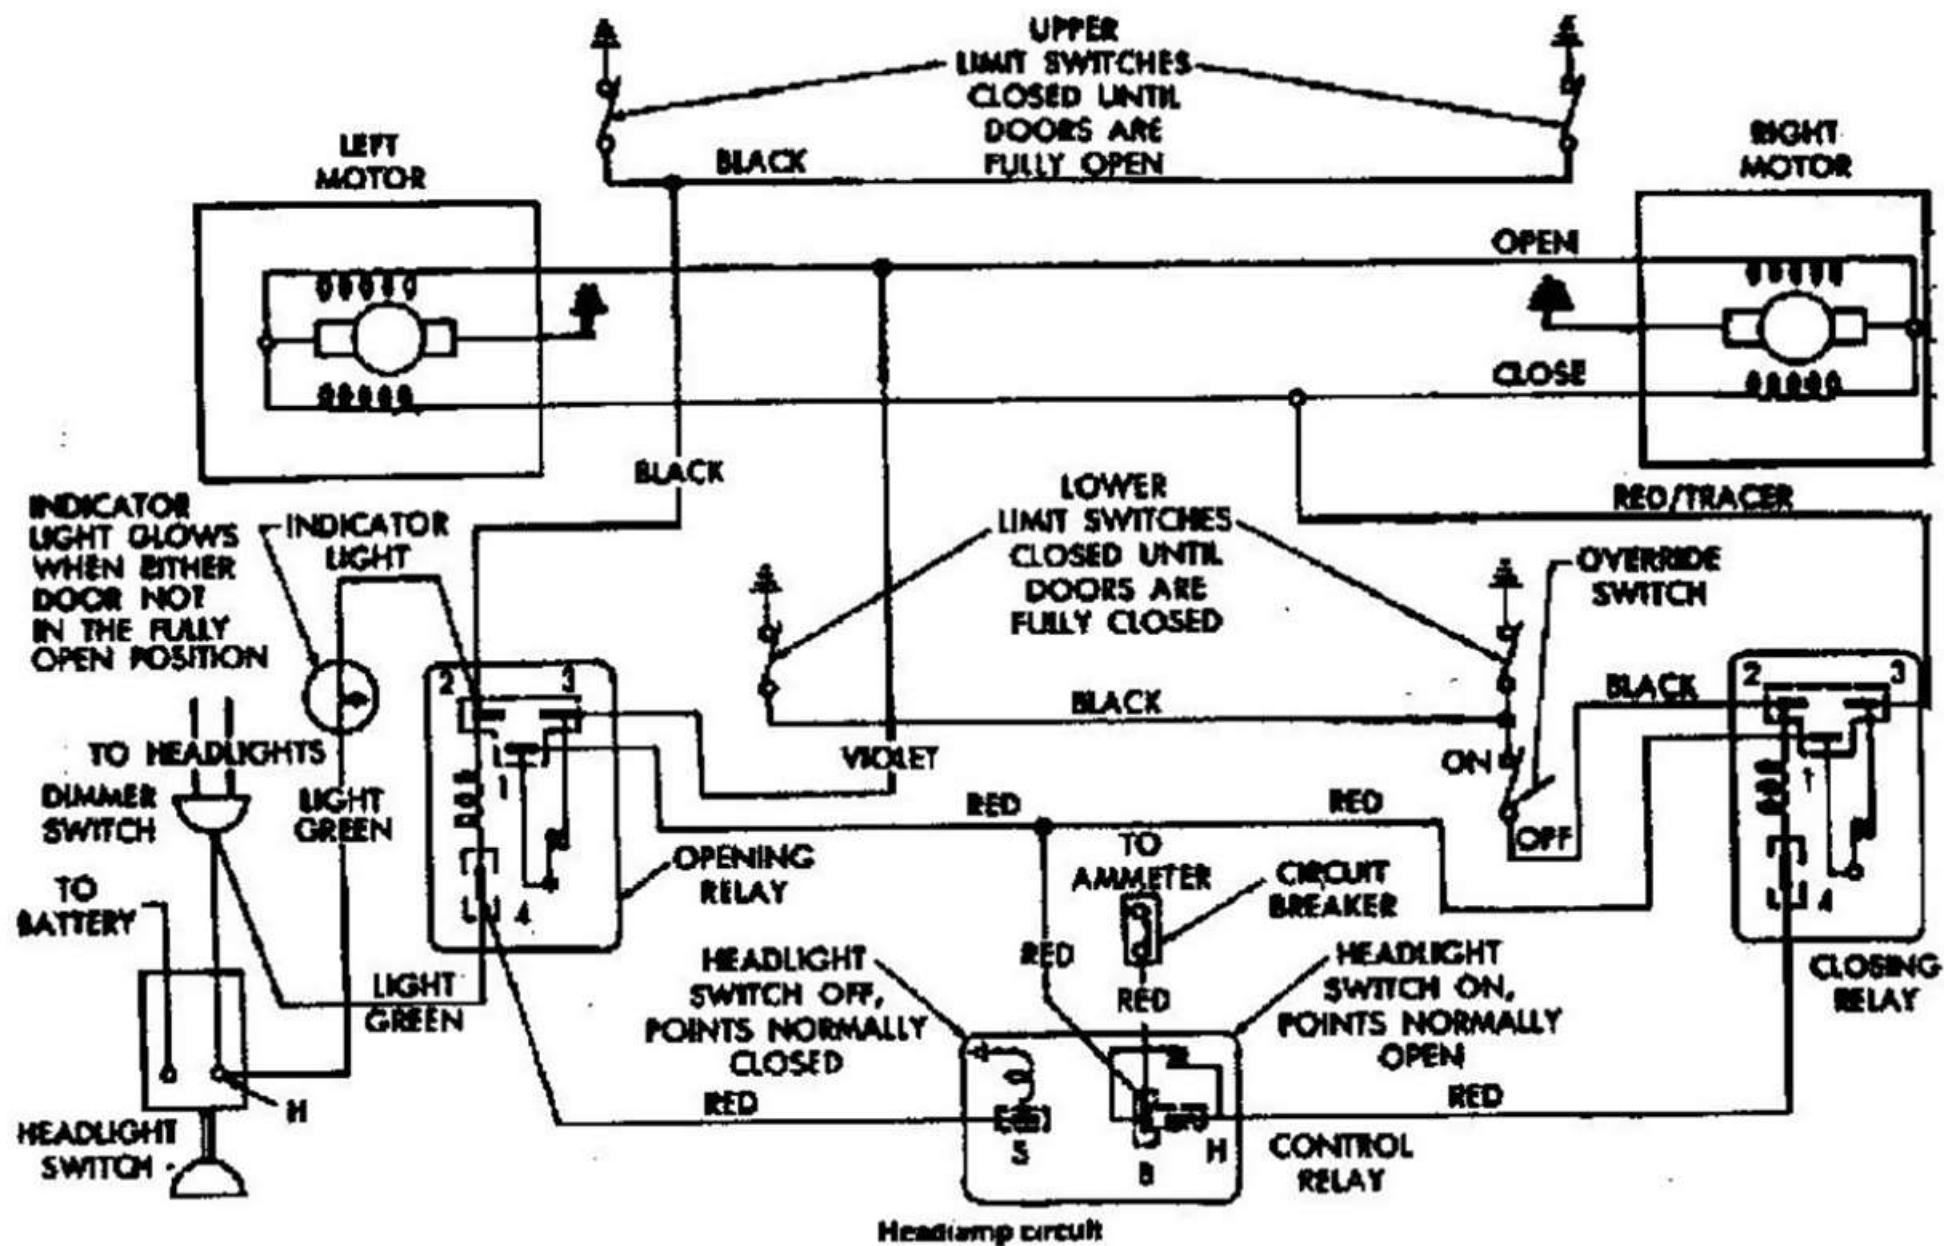 UPPER
LIMIT SWITCHES
CLOSED UNTIL
DOORS ARE
FULLY OPEN
LEFT
MOTOR
BLACK
RIGHT
MOTOR
OPEN
CLOSE
BLACK
RED/TRACER
INDICATOR
LIGHT GLOWS
WHEN EITHER
DOOR NOT
IN THE FULLY
OPEN POSITION
INDICATOR
LIGHT
LOWER
LIMIT SWITCHES
CLOSED UNTIL
DOORS ARE
FULLY CLOSED
OVERRIDE
SWITCH
2
3
1
4
BLACK
BLACK
2
3
1
4
TO HEADLIGHTS
DIMMER
SWITCH
LIGHT
GREEN
VIOLET
ON
OFF
RED
RED
TO
AMMETER
CIRCUIT
BREAKER
OPENING
RELAY
TO
BATTERY
LIGHT
GREEN
HEADLIGHT
SWITCH OFF,
POINTS NORMALLY
CLOSED
RED
RED
HEADLIGHT
SWITCH ON,
POINTS NORMALLY
OPEN
CLOSING
RELAY
H
HEADLIGHT
SWITCH
RED
S
B
H
RED
CONTROL
RELAY
Headlamp circuit